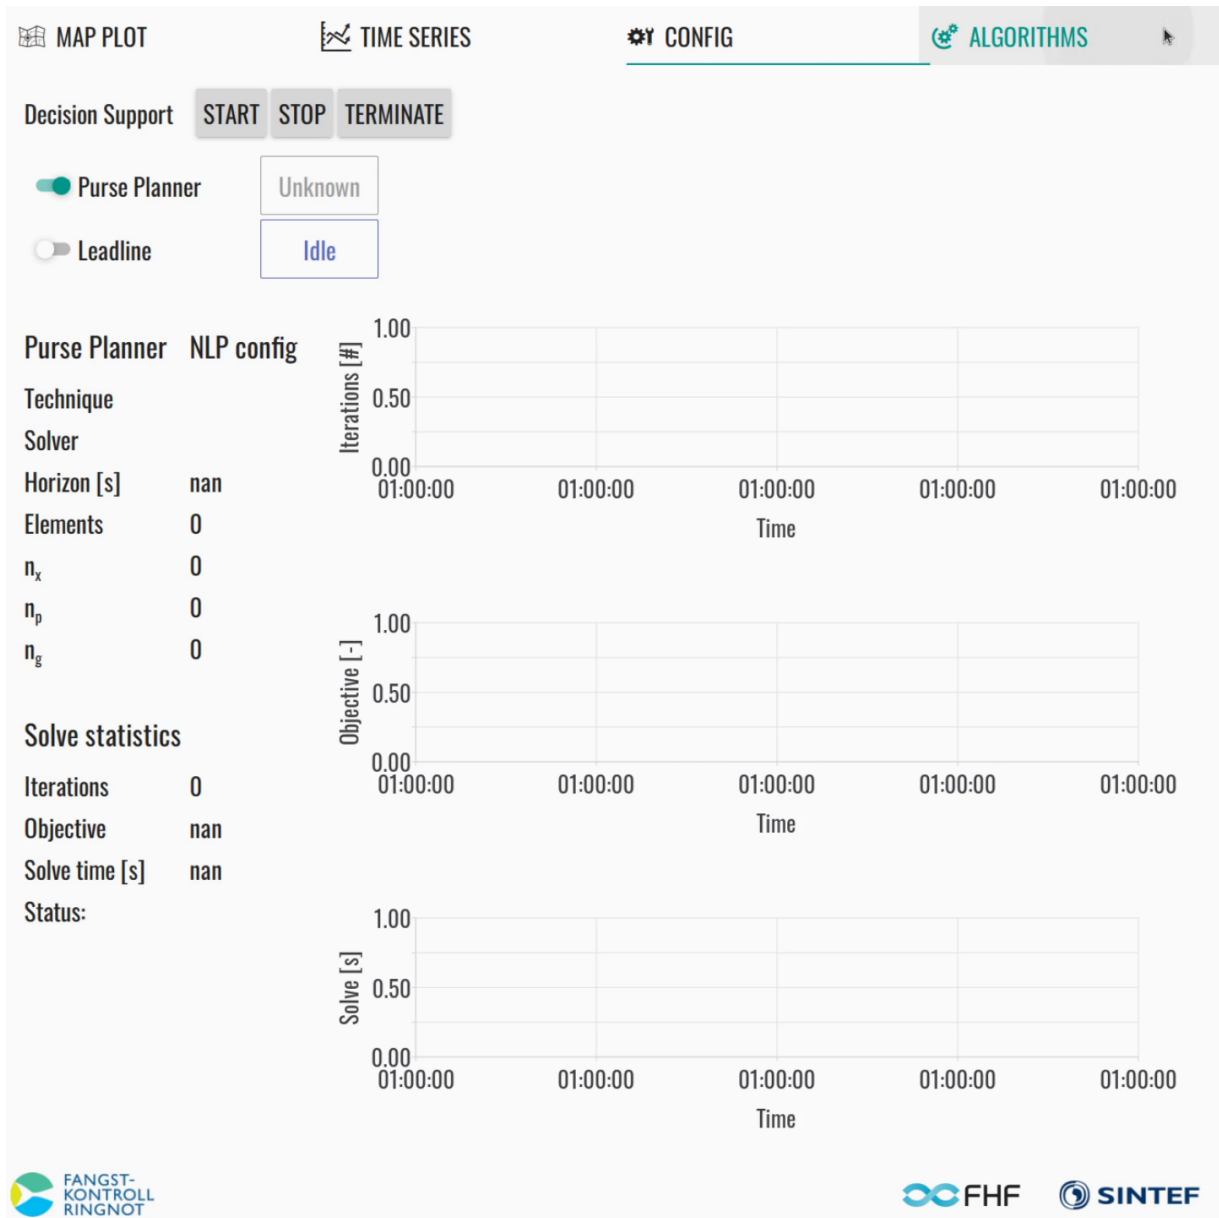 MAP PLOT
TIME SERIES
CONFIG
ALGORITHMS
Decision Support START STOP TERMINATE
Purse Planner Unknown
Leadline Idle
Purse Planner NLP config
Technique
Solver
Horizon [s] nan
Elements 0
nx 0
np 0
ng 0
Solve statistics
Iterations 0
Objective nan
Solve time [s] nan
Status:
Iterations [#]
1.00
0.50
0.00
01:00:00 01:00:00 01:00:00 01:00:00 01:00:00
Time
Objective [-]
1.00
0.50
0.00
01:00:00 01:00:00 01:00:00 01:00:00 01:00:00
Time
Solve [s]
1.00
0.50
0.00
01:00:00 01:00:00 01:00:00 01:00:00 01:00:00
Time
FANGST-
KONTROLL
RINGNOT
FHF
SINTEF